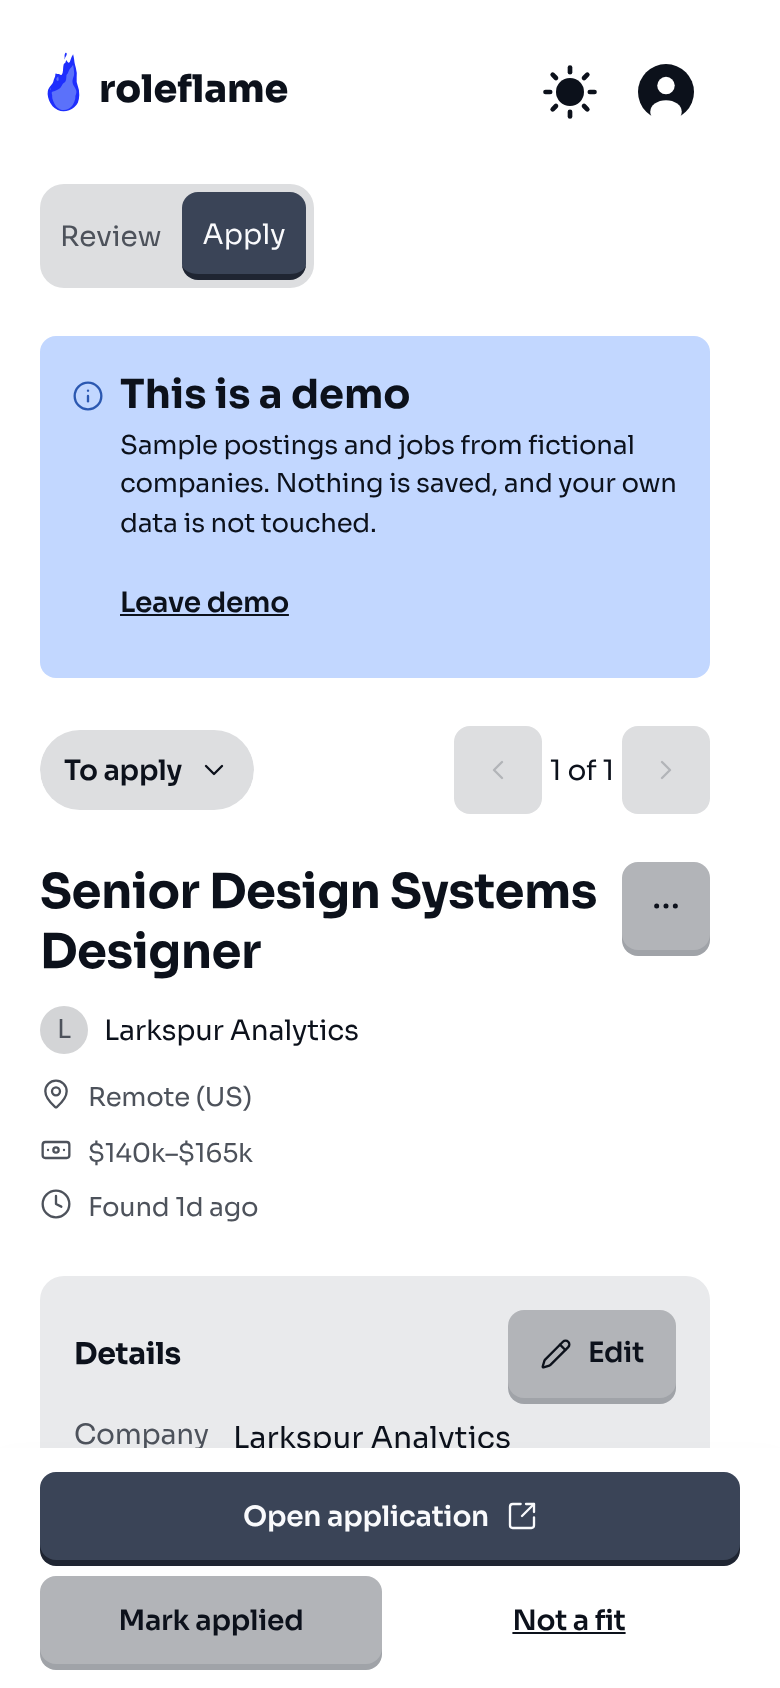 roleflame
Review
Apply
This is a demo
Sample postings and jobs from fictional
companies. Nothing is saved, and your own
data is not touched.
Leave demo
To apply
1 of 1
Senior Design Systems
Designer
...
L
Larkspur Analytics
Remote (US)
$140k–$165k
Found 1d ago
Details
Edit
Company
Larkspur Analytics
Open application
Mark applied
Not a fit